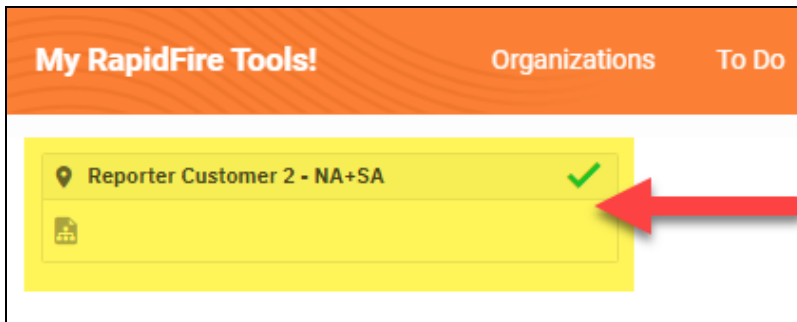 My RapidFire Tools!
Organizations
To Do
Reporter Customer 2 - NA+SA